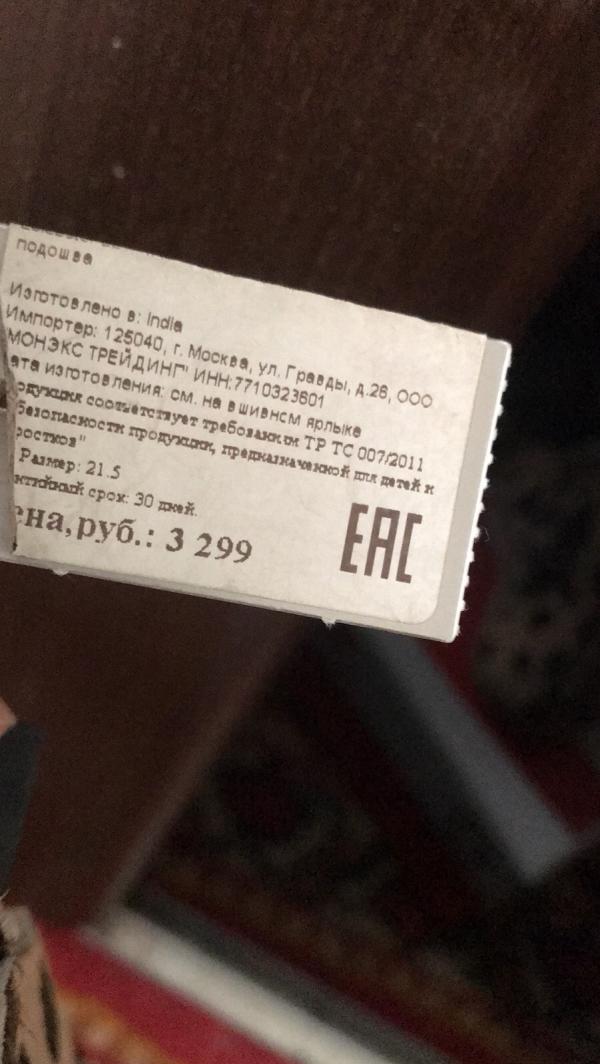 подошва
Изготовлено в: India
Импортер: 125040, г. Москва, ул. Правды, д.26, ООО
МОНЭКС ТРЕЙДИНГ" ИНН:7710323601
ата изготовления: см. на вшивном ярлыке
одукция соответствует требованиям ТР ТС 007/2011
безопасности продукции, предназначенной для детей и
ростков"
Размер: 21.5
нтийный срок: 30 дней.
ена,руб.: 3 299
EAC